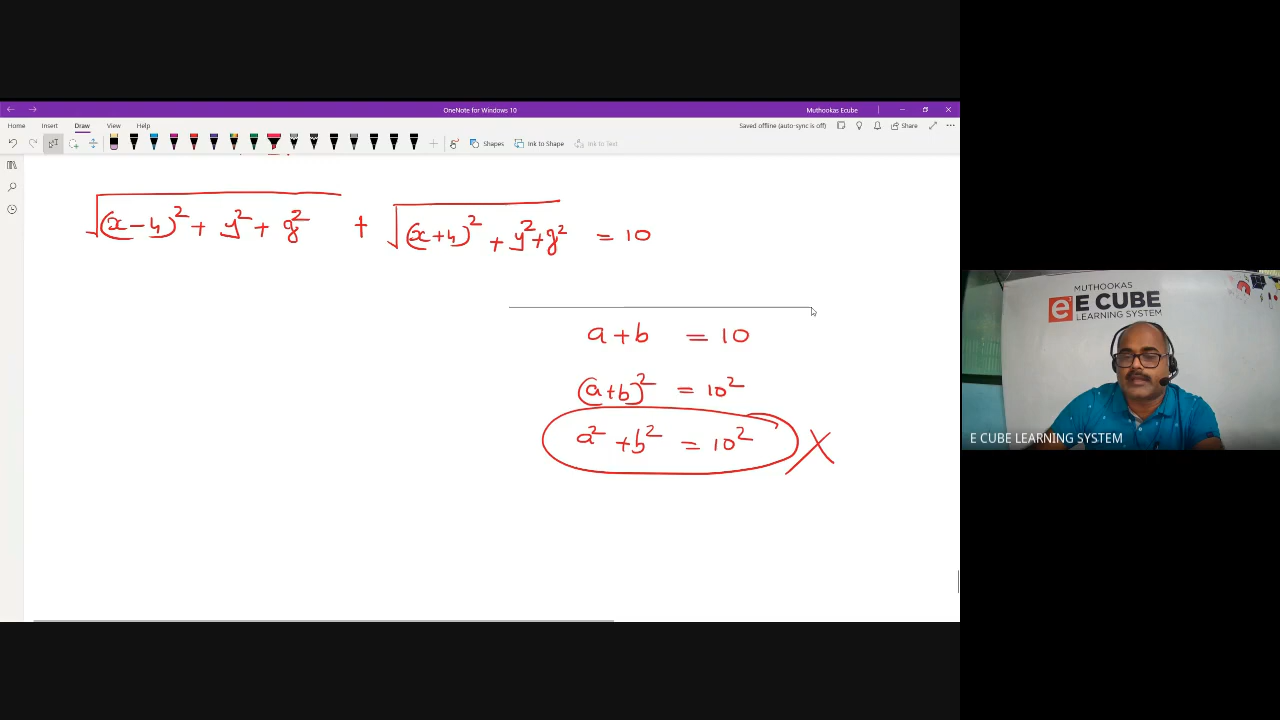 OneNote for Windows 10
Muthookas Ecube
Home Insert Draw View Help
Saved offline (auto-sync is off)
Share
Shapes
Ink to Shape
Ink to Text
√(x-4)² + y² + z² + √(x+4)² + y² + z² = 10
a + b = 10
(a+b)² = 10²
a² + b² = 10² X
MUTHOOKAS
e³ E CUBE
LEARNING SYSTEM
E CUBE LEARNING SYSTEM